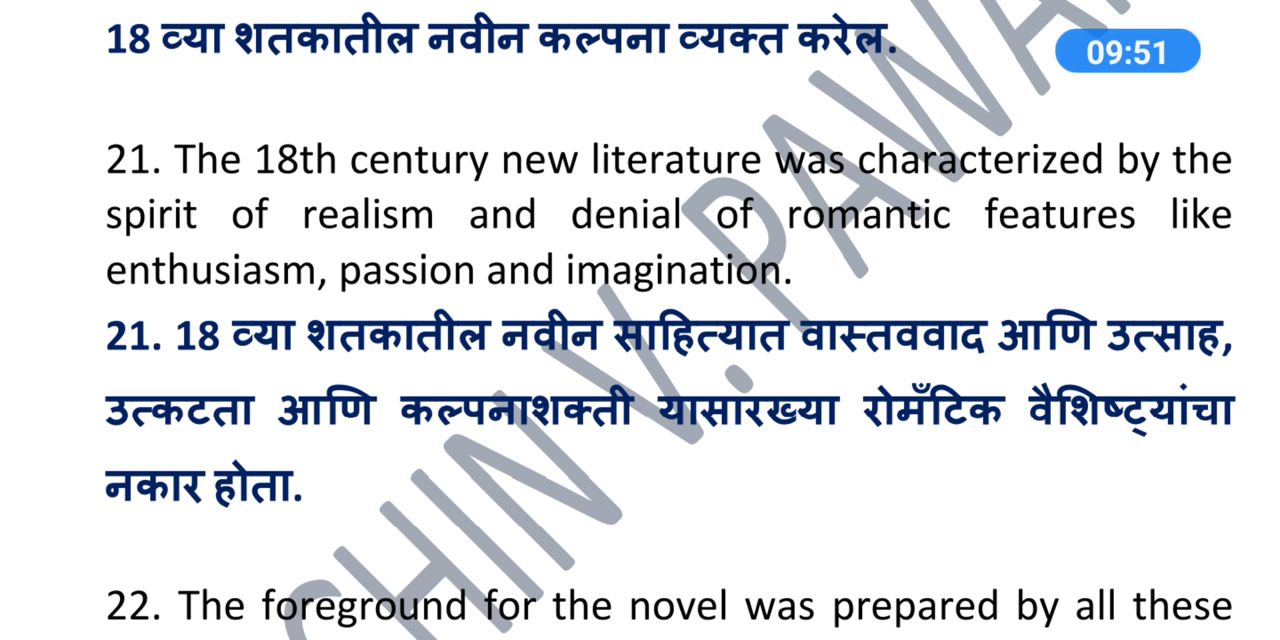 18 व्या शतकातील नवीन कल्पना व्यक्त करेल.
09:51
21. The 18th century new literature was characterized by the
spirit of realism and denial of romantic features like
enthusiasm, passion and imagination.
21. 18 व्या शतकातील नवीन साहित्यात वास्तववाद आणि उत्साह,
उत्कटता आणि कल्पनाशक्ती यासारख्या रोमँटिक वैशिष्ट्यांचा
नकार होता.
22. The foreground for the novel was prepared by all these